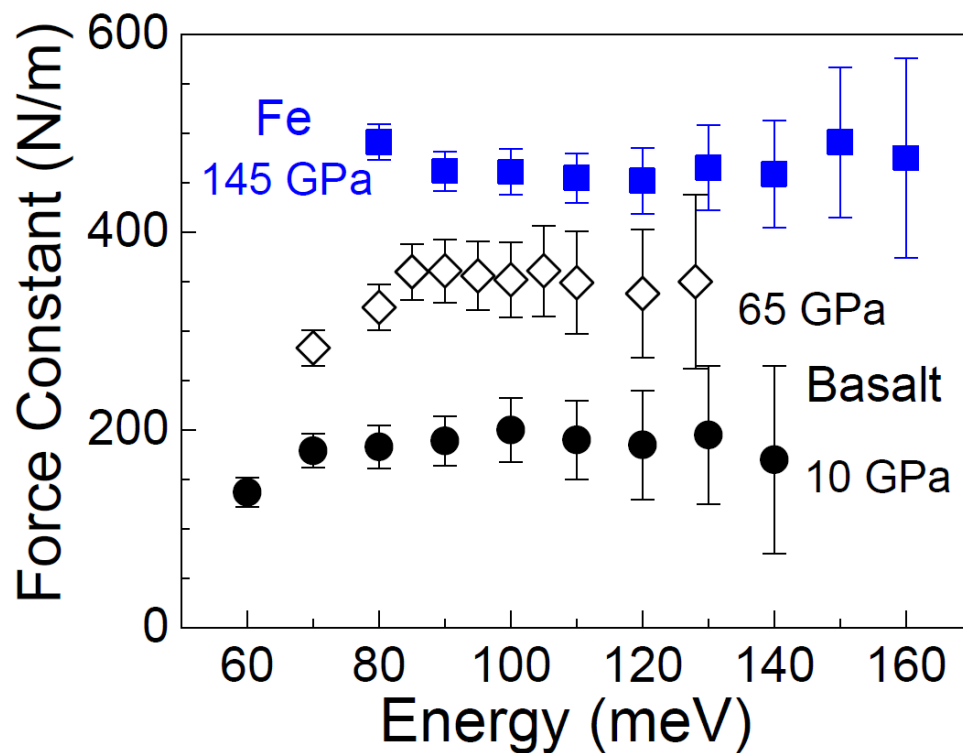 600
400
200
0
Force Constant (N/m)
Fe
145 GPa
65 GPa
Basalt
10 GPa
60 80 100 120 140 160
Energy (meV)